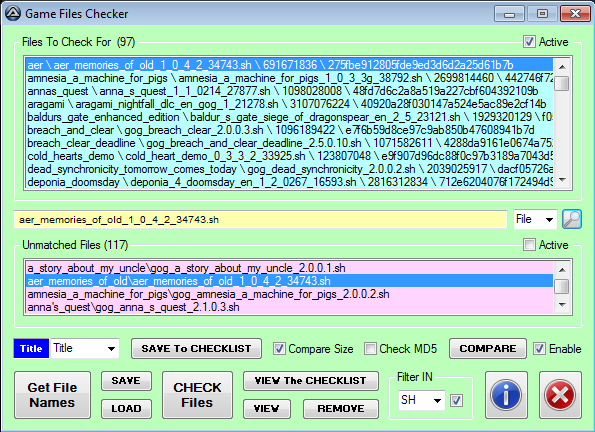 Game Files Checker
Files To Check For (97)
Active
aer \ aer_memories_of_old_1_0_4_2_34743.sh \ 691671836 \ 275fbe912805fde9ed3d6d2a25d61b7b
amnesia_a_machine_for_pigs \ amnesia_a_machine_for_pigs_1_0_3_3g_38792.sh \ 2699814460 \ 442746f72
annas_quest \ anna_s_quest_1_1_0214_27877.sh \ 1098028008 \ 48fd7d6c2a8a519a227cbf604392109b
aragami \ aragami_nightfall_dlc_en_gog_1_21278.sh \ 3107076224 \ 40920a28f030147a524e5ac89e2cf14b
baldurs_gate_enhanced_edition \ baldur_s_gate_siege_of_dragonspear_en_2_5_23121.sh \ 1929320129 \ f0
breach_and_clear \ gog_breach_clear_2.0.0.3.sh \ 1096189422 \ e7f6b59d8ce97c9ab850b47608941b7d
breach_clear_deadline \ gog_breach_and_clear_deadline_2.5.0.10.sh \ 1071582611 \ 4288da9161e0674a75
cold_hearts_demo \ cold_heart_demo_0_3_3_2_33925.sh \ 123807048 \ e9f907d96dc88f0c97b3189a7043d5
dead_synchronicity_tomorrow_comes_today \ gog_dead_synchronicity_2.0.0.2.sh \ 2039025917 \ dacf05726a
deponia_doomsday \ deponia_4_doomsday_en_1_2_0267_16593.sh \ 2816312834 \ 712e6204076f172494d9
aer_memories_of_old_1_0_4_2_34743.sh
File
Unmatched Files (117)
Active
a_story_about_my_uncle\gog_a_story_about_my_uncle_2.0.0.1.sh
aer_memories_of_old\aer_memories_of_old_1_0_4_2_34743.sh
amnesia_a_machine_for_pigs\gog_amnesia_a_machine_for_pigs_2.0.0.2.sh
anna's_quest\gog_anna_s_quest_2.1.0.3.sh
Title
Title
SAVE To CHECKLIST
Compare Size
Check MD5
COMPARE
Enable
Get File
Names
SAVE
LOAD
CHECK
Files
VIEW The CHECKLIST
VIEW
REMOVE
Filter IN
SH